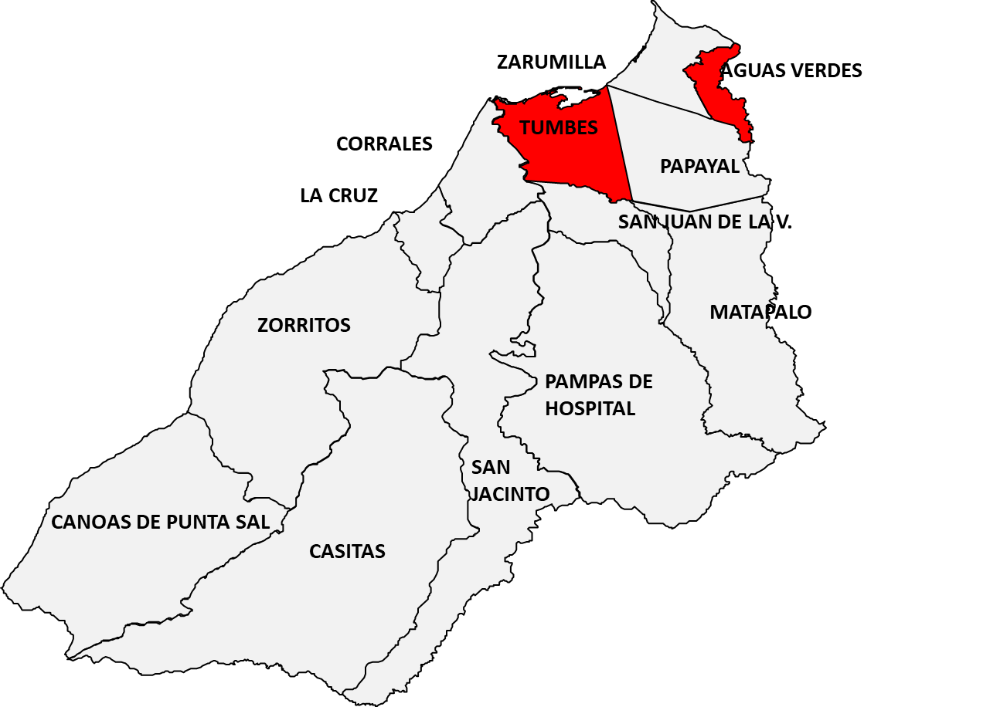 ZARUMILLA
AGUAS VERDES
TUMBES
CORRALES
PAPAYAL
LA CRUZ
SAN JUAN DE LA V.
MATAPALO
ZORRITOS
PAMPAS DE
HOSPITAL
SAN
JACINTO
CANOAS DE PUNTA SAL
CASITAS